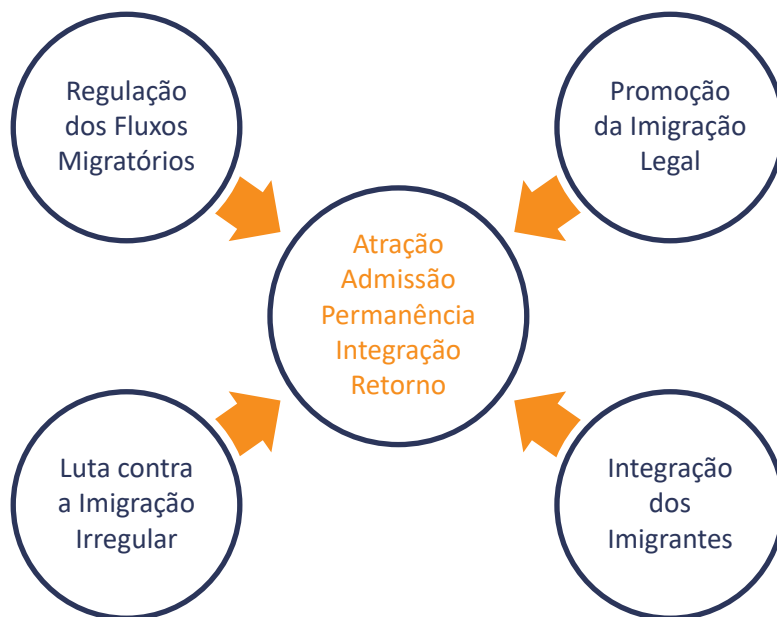 Regulação
dos Fluxos
Migratórios
Promoção
da Imigração
Legal
Atração
Admissão
Permanência
Integração
Retorno
Luta contra
a Imigração
Irregular
Integração
dos
Imigrantes